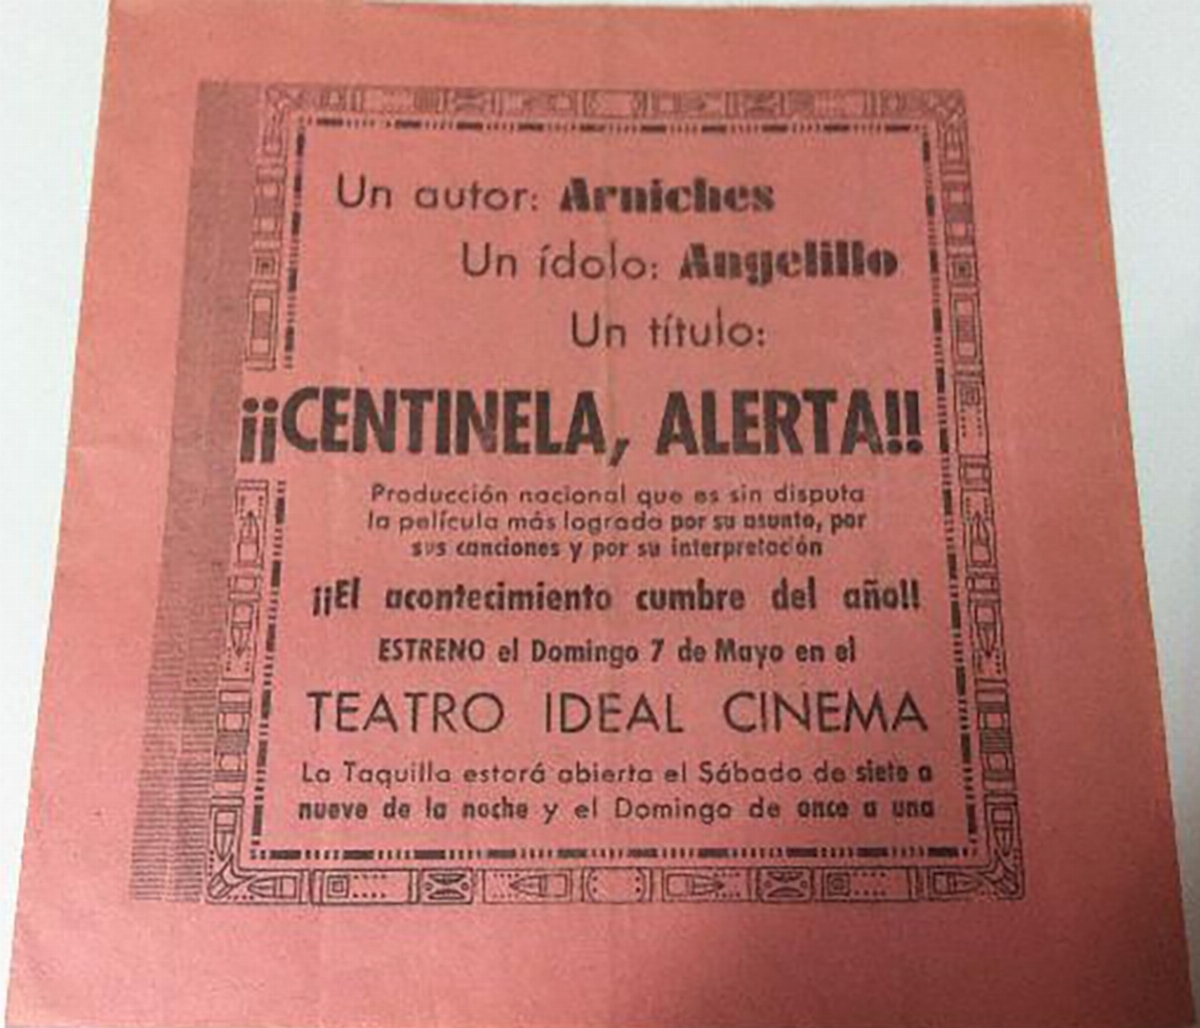 Un autor: Arniches
Un ídolo: Angelillo
Un título:
¡¡CENTINELA, ALERTA!!
Producción nacional que es sin disputa
la película más lograda por su asunto, por
sus canciones y por su interpretación
¡¡El acontecimiento cumbre del año!!
ESTRENO el Domingo 7 de Mayo en el
TEATRO IDEAL CINEMA
La Taquilla estará abierta el Sábado de siete a
nueve de la noche y el Domingo de once a una